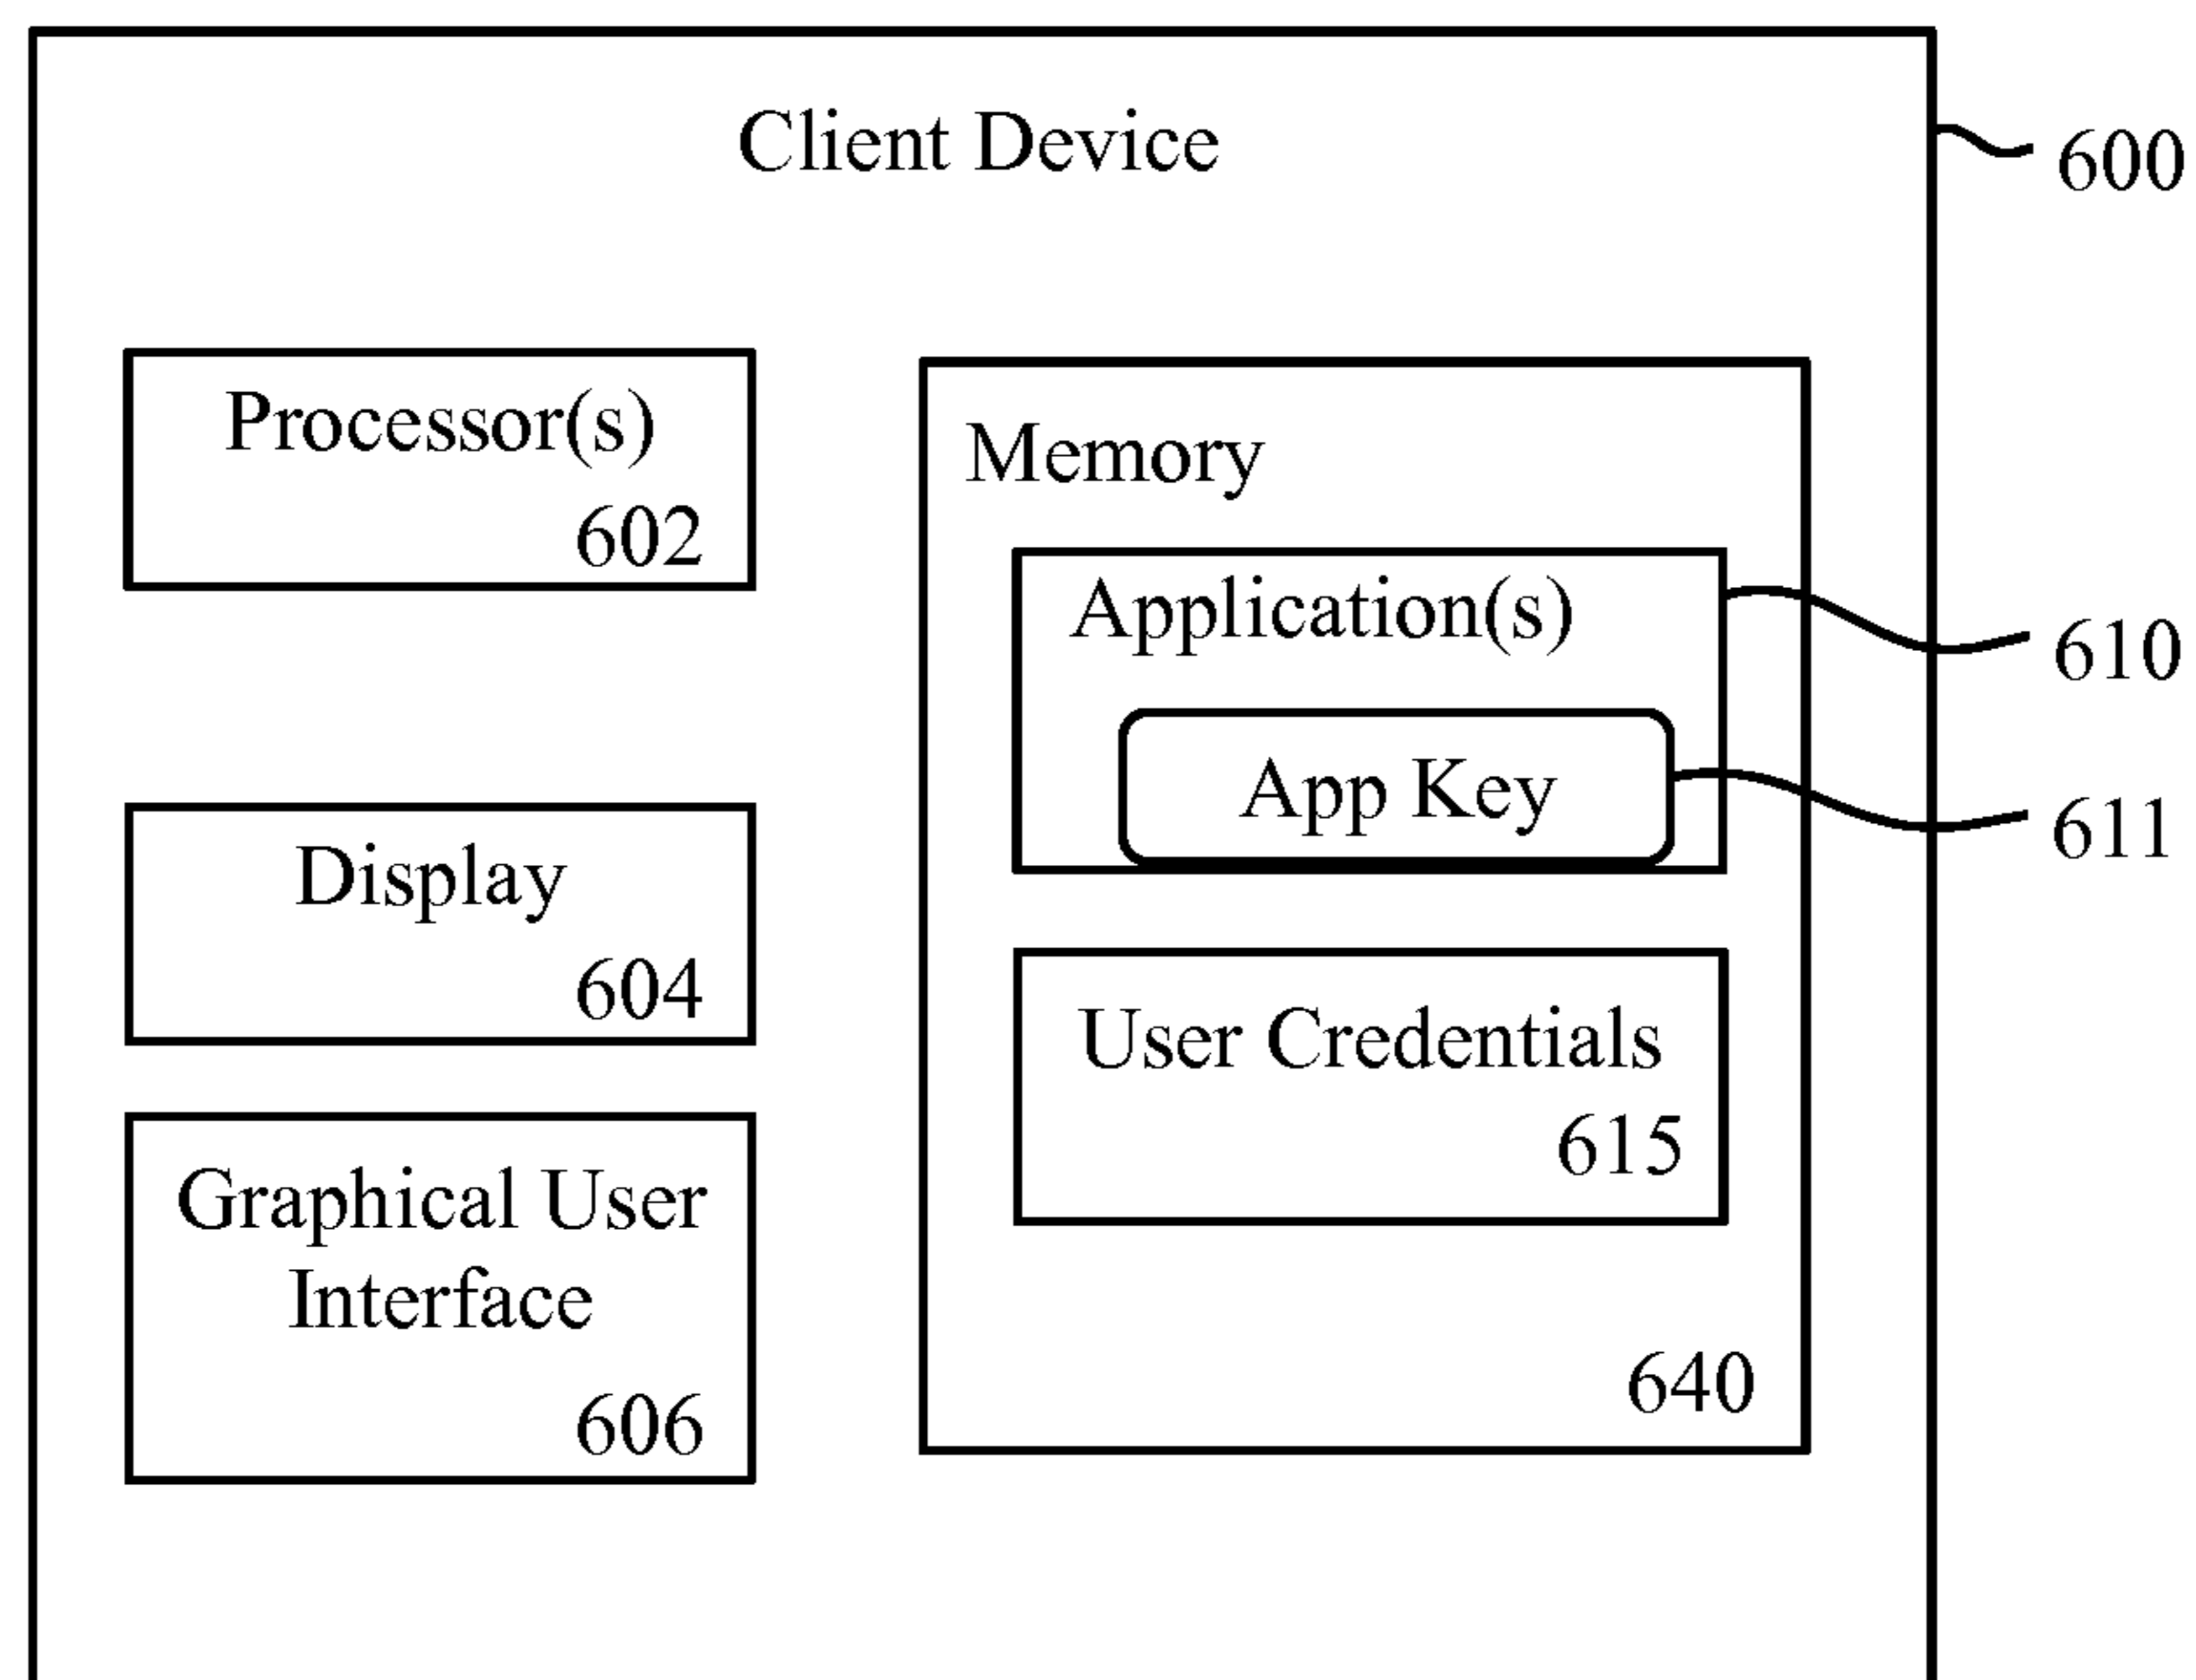 Client Device
600
Processor(s)
602
Display
604
Graphical User
Interface
606
Memory
Application(s)
610
App Key
611
User Credentials
615
640